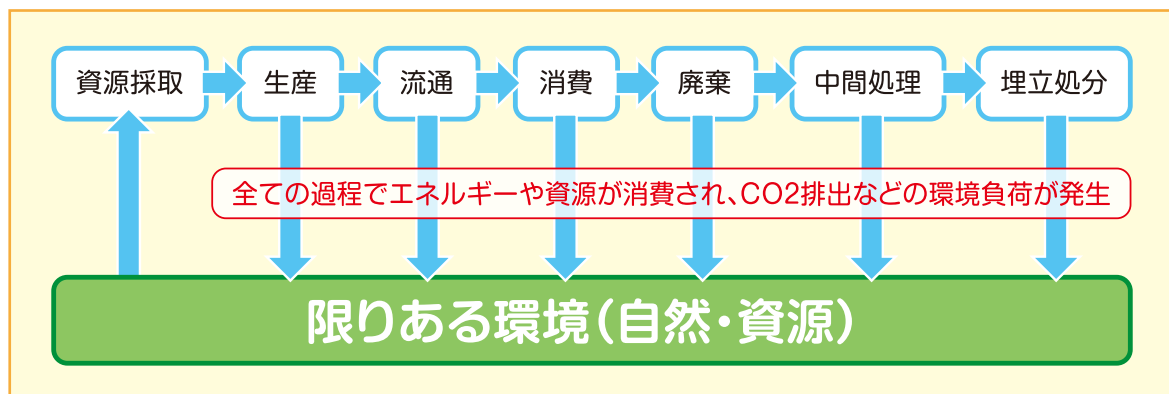 資源採取
生産
流通
消費
廃棄
中間処理
埋立処分
全ての過程でエネルギーや資源が消費され、CO2排出などの環境負荷が発生
限りある環境(自然・資源)